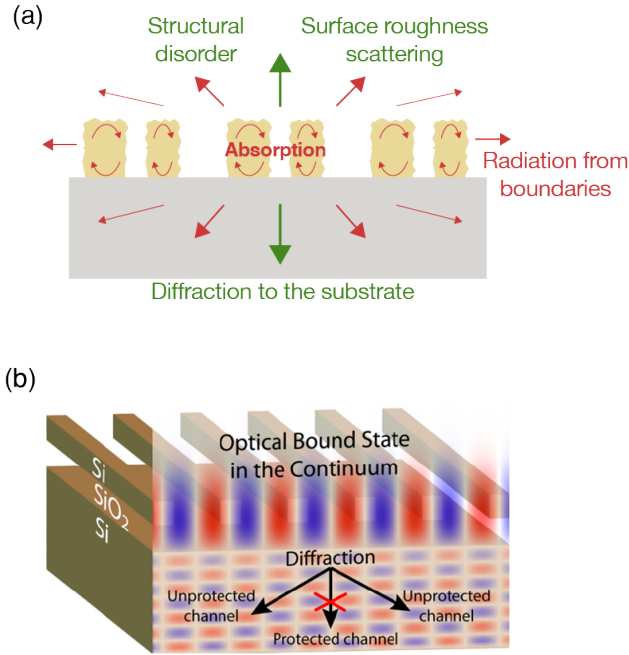 (a)
Structural
disorder
Surface roughness
scattering
Absorption
Radiation from
boundaries
Diffraction to the substrate
(b)
Optical Bound State
in the Continuum
Si
SiO2
Si
Diffraction
Unprotected
channel
Unprotected
channel
Protected channel